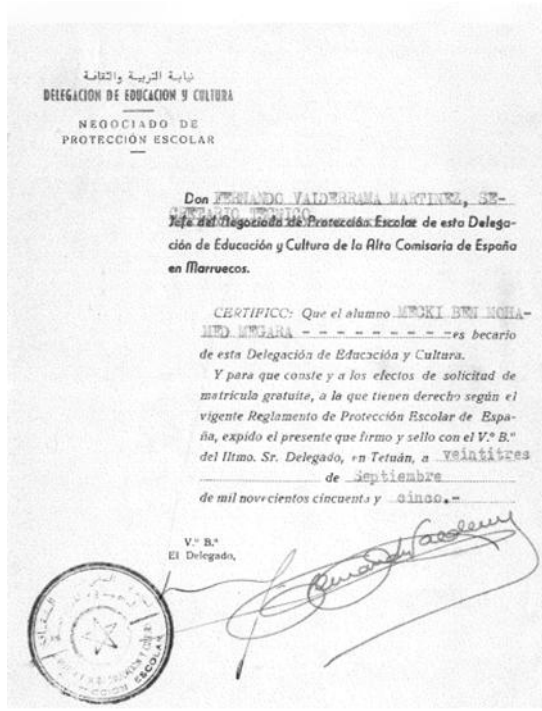 نيابة التربية والثقافة
DELEGACION DE EDUCACION Y CULTURA
NEGOCIADO DE
PROTECCIÓN ESCOLAR
Don FERNANDO VALDERRAMA MARTINEZ, SE-
CRETARIO TECNICO
Jefe del Negociado de Protección Escolar de esta Delega-
ción de Educación y Cultura de la Alta Comisaría de España
en Marruecos.
CERTIFICO: Que el alumno MECKI BEN MOHA-
MED MEGARA - - - - - - - - - es becario
de esta Delegación de Educación y Cultura.
Y para que conste y a los efectos de solicitud de
matrícula gratuita, a la que tienen derecho según el
vigente Reglamento de Protección Escolar de Espa-
ña, expido el presente que firmo y sello con el V.º B.º
del Iltmo. Sr. Delegado, en Tetuán, a veintitres
de Septiembre
de mil novecientos cincuenta y cinco.-
V.º B.º
El Delegado,
Fernando Valderrama